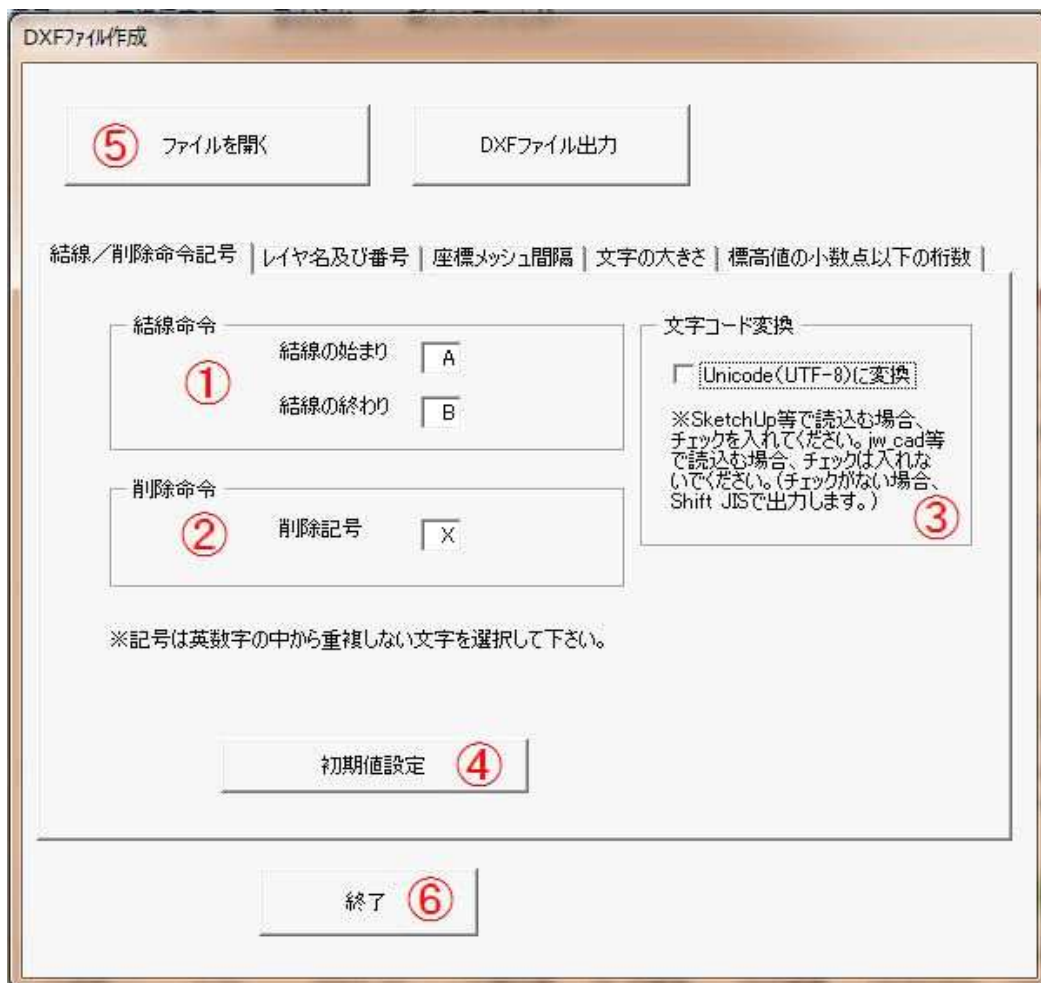 DXFファイル作成
⑤ ファイルを開く
DXFファイル出力
結線／削除命令記号 レイヤ名及び番号 座標メッシュ間隔 文字の大きさ 標高値の小数点以下の桁数
結線命令
①
結線の始まり A
結線の終わり B
削除命令
②
削除記号 X
文字コード変換
Unicode(UTF-8)に変換
※SketchUp等で読込む場合、
チェックを入れてください。jw_cad等
で読込む場合、チェックは入れな
いでください。(チェックがない場合、
Shift JISで出力します。)
③
※記号は英数字の中から重複しない文字を選択して下さい。
初期値設定 ④
終了 ⑥